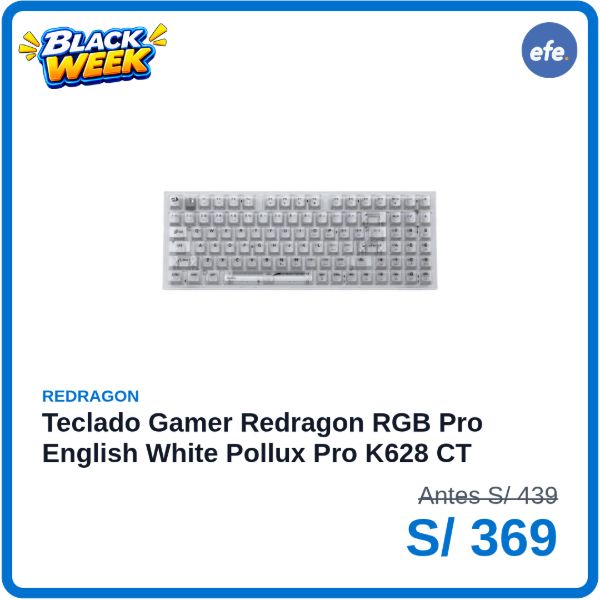 BLACK
WEEK
efe.
REDRAGON
Teclado Gamer Redragon RGB Pro
English White Pollux Pro K628 CT
Antes S/ 439
S/ 369